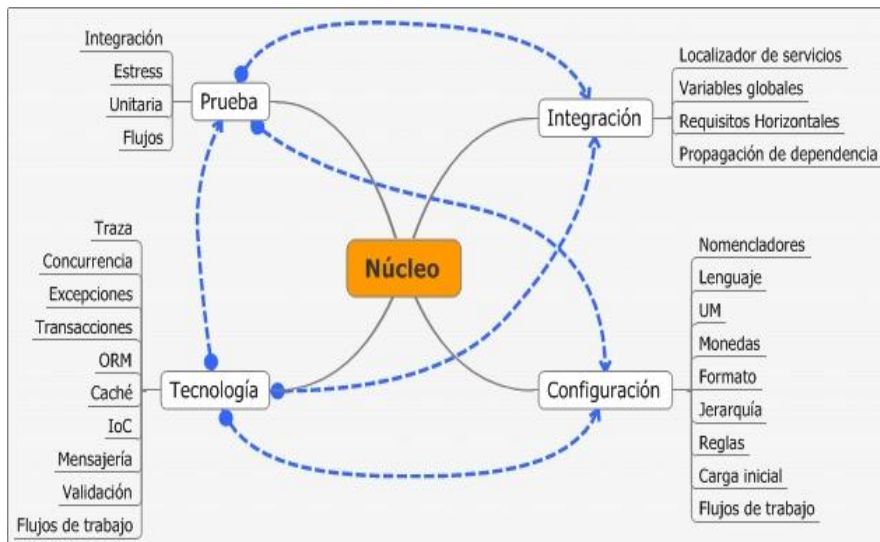 Integración
Estress
Unitaria
Flujos
Prueba
Localizador de servicios
Variables globales
Requisitos Horizontales
Propagación de dependencia
Integración
Núcleo
Traza
Concurrencia
Excepciones
Transacciones
ORM
Caché
IoC
Mensajería
Validación
Flujos de trabajo
Tecnología
Configuración
Nomencladores
Lenguaje
UM
Monedas
Formato
Jerarquía
Reglas
Carga inicial
Flujos de trabajo